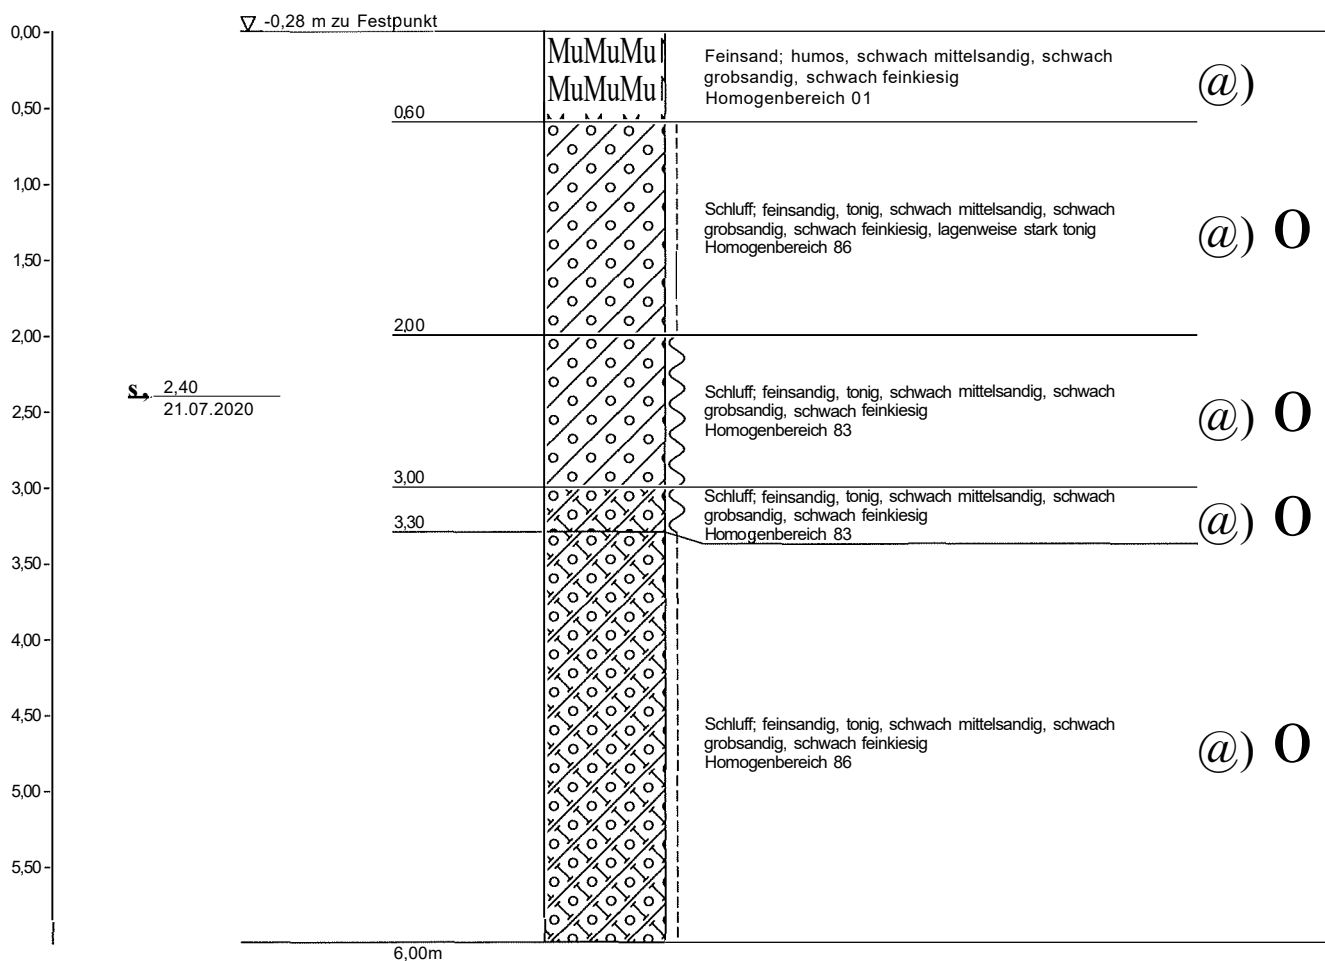 -0,28 m zu Festpunkt
0,00
MuMuMu
MuMuMu
Feinsand; humos, schwach mittelsandig, schwach
grobsandig, schwach feinkiesig
Homogenbereich 01
@)
0,50
0,60
1,00
Schluff; feinsandig, tonig, schwach mittelsandig, schwach
grobsandig, schwach feinkiesig, lagenweise stark tonig
Homogenbereich 86
@) O
1,50
2,00
2,00
s,
2,40
21.07.2020
Schluff; feinsandig, tonig, schwach mittelsandig, schwach
grobsandig, schwach feinkiesig
Homogenbereich 83
@) O
2,50
3,00
3,00
Schluff; feinsandig, tonig, schwach mittelsandig, schwach
grobsandig, schwach feinkiesig
Homogenbereich 83
@) O
3,30
3,50
4,00
4,50
Schluff; feinsandig, tonig, schwach mittelsandig, schwach
grobsandig, schwach feinkiesig
Homogenbereich 86
@) O
5,00
5,50
6,00m